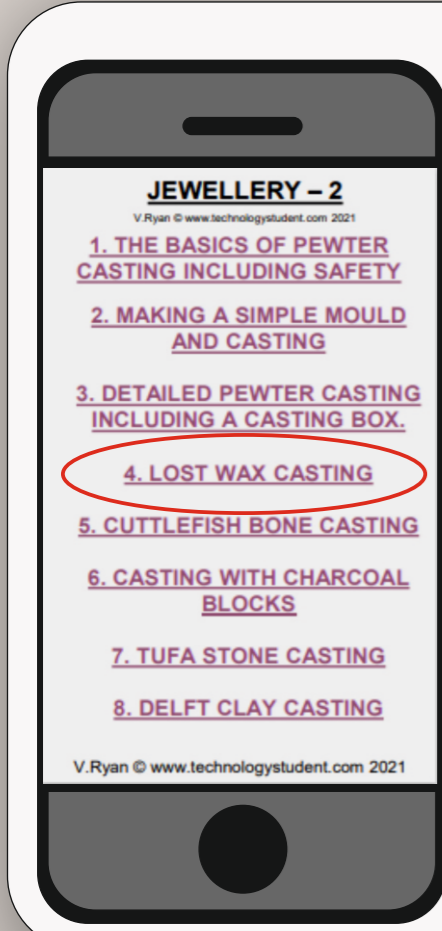 JEWELLERY – 2
V.Ryan © www.technologystudent.com 2021
1. THE BASICS OF PEWTER
CASTING INCLUDING SAFETY
2. MAKING A SIMPLE MOULD
AND CASTING
3. DETAILED PEWTER CASTING
INCLUDING A CASTING BOX.
4. LOST WAX CASTING
5. CUTTLEFISH BONE CASTING
6. CASTING WITH CHARCOAL
BLOCKS
7. TUFA STONE CASTING
8. DELFT CLAY CASTING
V.Ryan © www.technologystudent.com 2021